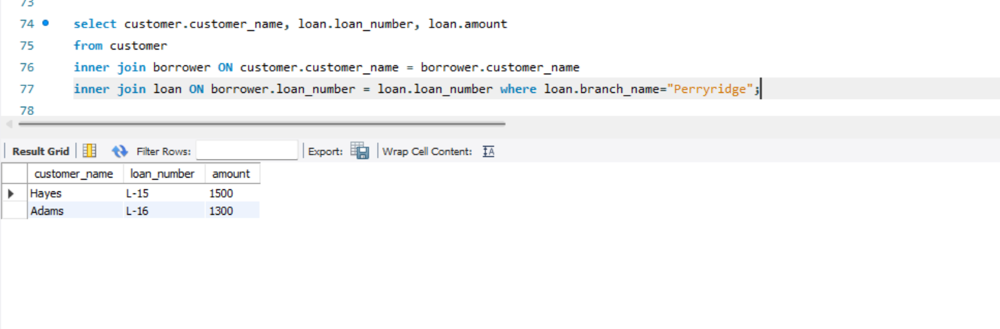 73
74 select customer.customer_name, loan.loan_number, loan.amount
75 from customer
76 inner join borrower ON customer.customer_name = borrower.customer_name
77 inner join loan ON borrower.loan_number = loan.loan_number where loan.branch_name="Perryridge";
78
Result Grid Filter Rows: Export: Wrap Cell Content: IA
customer_name loan_number amount
Hayes L-15 1500
Adams L-16 1300